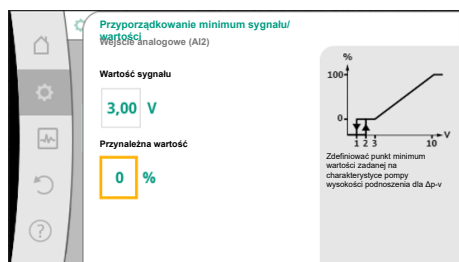 Przyporządkowanie minimum sygnału/
wartości
Wejście analogowe (AI2)
Wartość sygnału
3,00 V
Przynależna wartość
0 %
%
100
0
1 2 3 10
V
Zdefiniować punkt minimum
wartości zadanej na
charakterystyce pompy
wysokości podnoszenia dla Δp-v
?